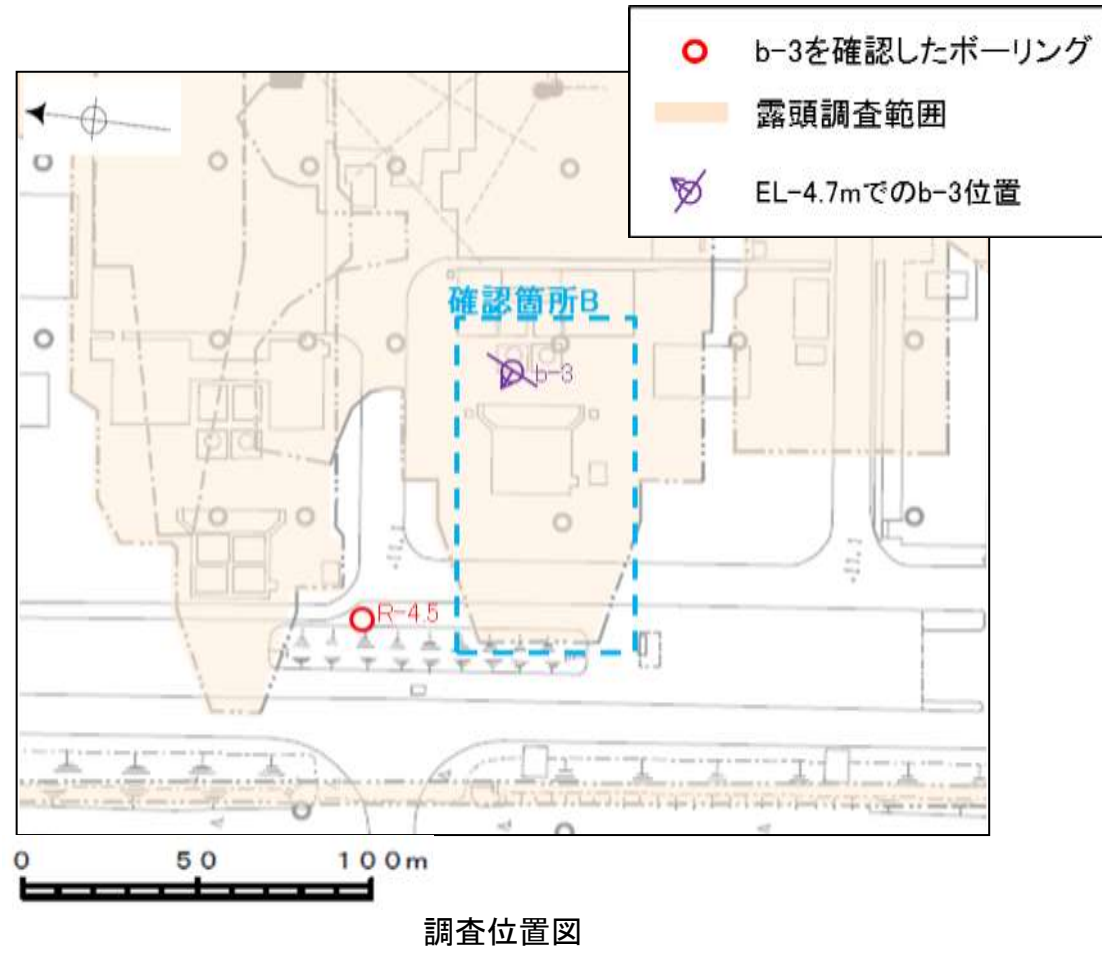 b-3を確認したボーリング
露頭調査範囲
EL-4.7mでのb-3位置
確認箇所B
b-3
R-4.5
0 50 100m
調査位置図